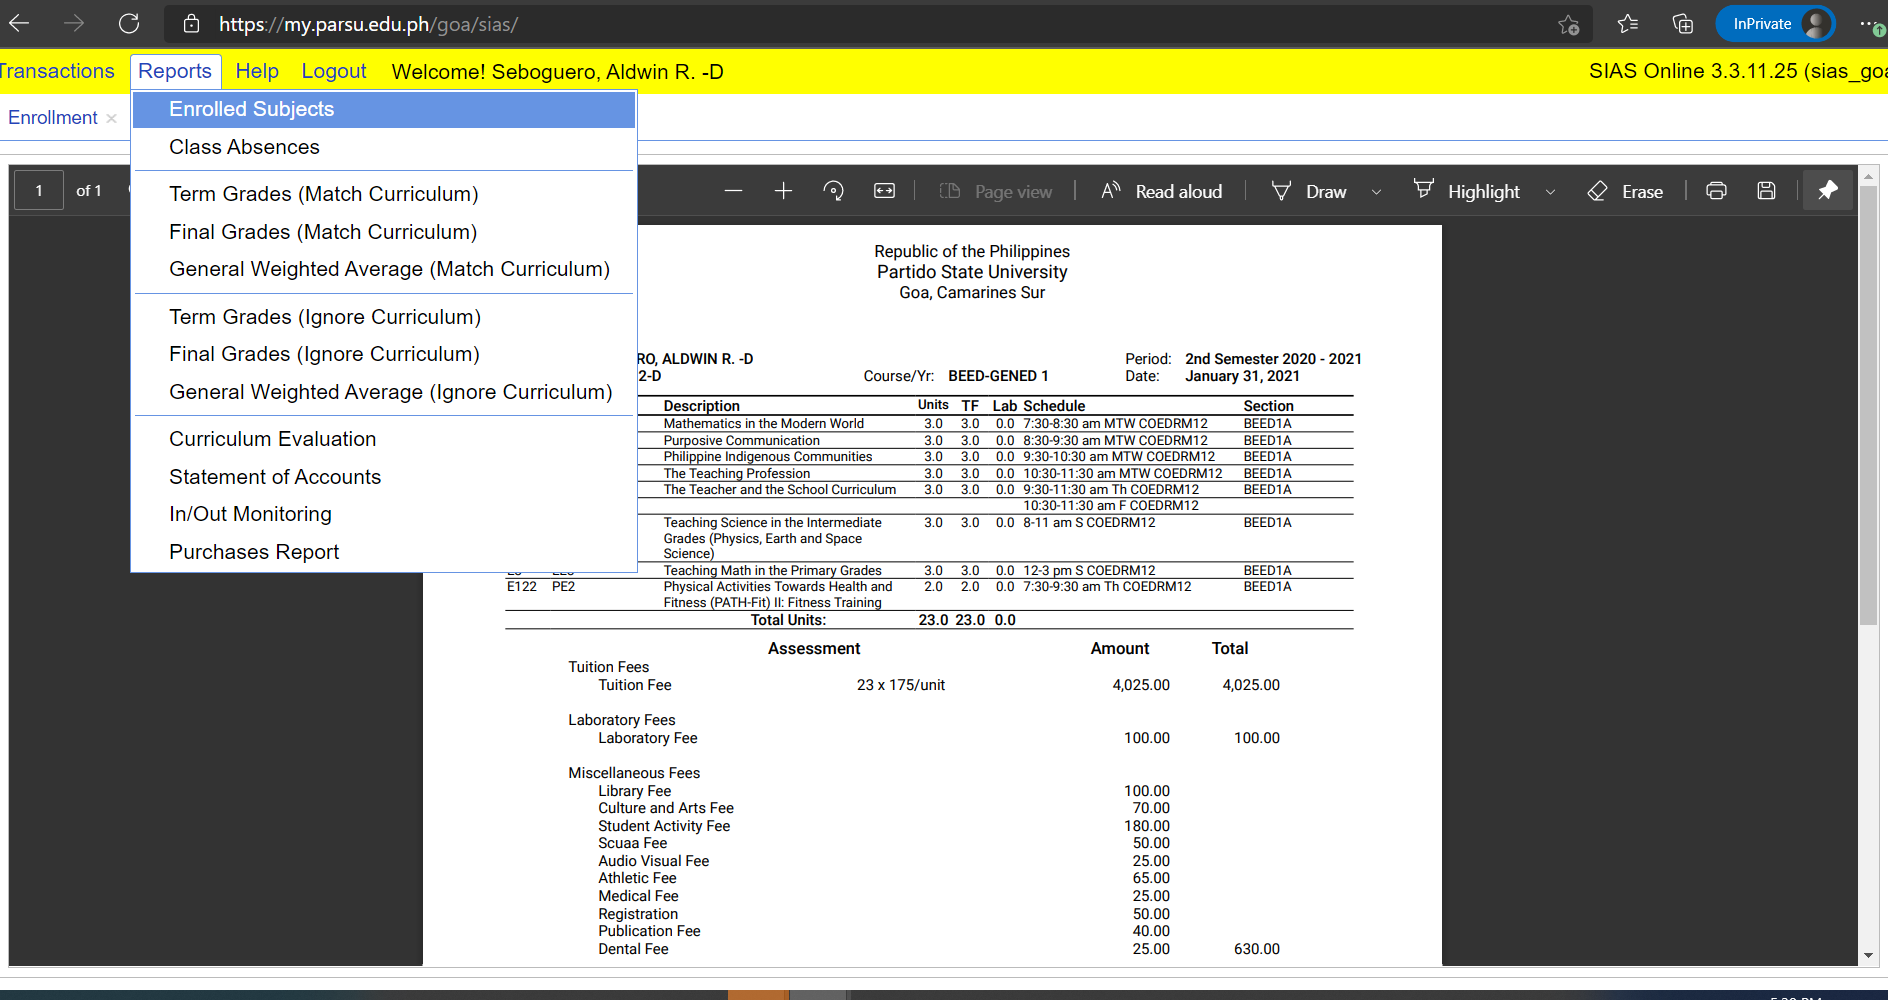 https://my.parsu.edu.ph/goa/sias/
InPrivate
Transactions Reports Help Logout Welcome! Seboguero, Aldwin R. -D SIAS Online 3.3.11.25
Enrollment ×
Enrolled Subjects
Class Absences
Term Grades (Match Curriculum)
Final Grades (Match Curriculum)
General Weighted Average (Match Curriculum)
Term Grades (Ignore Curriculum)
Final Grades (Ignore Curriculum)
General Weighted Average (Ignore Curriculum)
Curriculum Evaluation
Statement of Accounts
In/Out Monitoring
Purchases Report
1 of 1 Page view Read aloud Draw Highlight Erase
Republic of the Philippines
Partido State University
Goa, Camarines Sur
RO, ALDWIN R. -D Period: 2nd Semester 2020 - 2021
2-D Course/Yr: BEED-GENED 1 Date: January 31, 2021
Description Units TF Lab Schedule Section
Mathematics in the Modern World 3.0 3.0 0.0 7:30-8:30 am MTW COEDRM12 BEED1A
Purposive Communication 3.0 3.0 0.0 8:30-9:30 am MTW COEDRM12 BEED1A
Philippine Indigenous Communities 3.0 3.0 0.0 9:30-10:30 am MTW COEDRM12 BEED1A
The Teaching Profession 3.0 3.0 0.0 10:30-11:30 am MTW COEDRM12 BEED1A
The Teacher and the School Curriculum 3.0 3.0 0.0 9:30-11:30 am Th COEDRM12 BEED1A
10:30-11:30 am F COEDRM12
Teaching Science in the Intermediate 3.0 3.0 0.0 8-11 am S COEDRM12 BEED1A
Grades (Physics, Earth and Space
Science)
Teaching Math in the Primary Grades 3.0 3.0 0.0 12-3 pm S COEDRM12 BEED1A
E122 PE2 Physical Activities Towards Health and 2.0 2.0 0.0 7:30-9:30 am Th COEDRM12 BEED1A
Fitness (PATH-Fit) II: Fitness Training
Total Units: 23.0 23.0 0.0
Assessment Amount Total
Tuition Fees
Tuition Fee 23 x 175/unit 4,025.00 4,025.00
Laboratory Fees
Laboratory Fee 100.00 100.00
Miscellaneous Fees
Library Fee 100.00
Culture and Arts Fee 70.00
Student Activity Fee 180.00
Scuaa Fee 50.00
Audio Visual Fee 25.00
Athletic Fee 65.00
Medical Fee 25.00
Registration 50.00
Publication Fee 40.00
Dental Fee 25.00 630.00